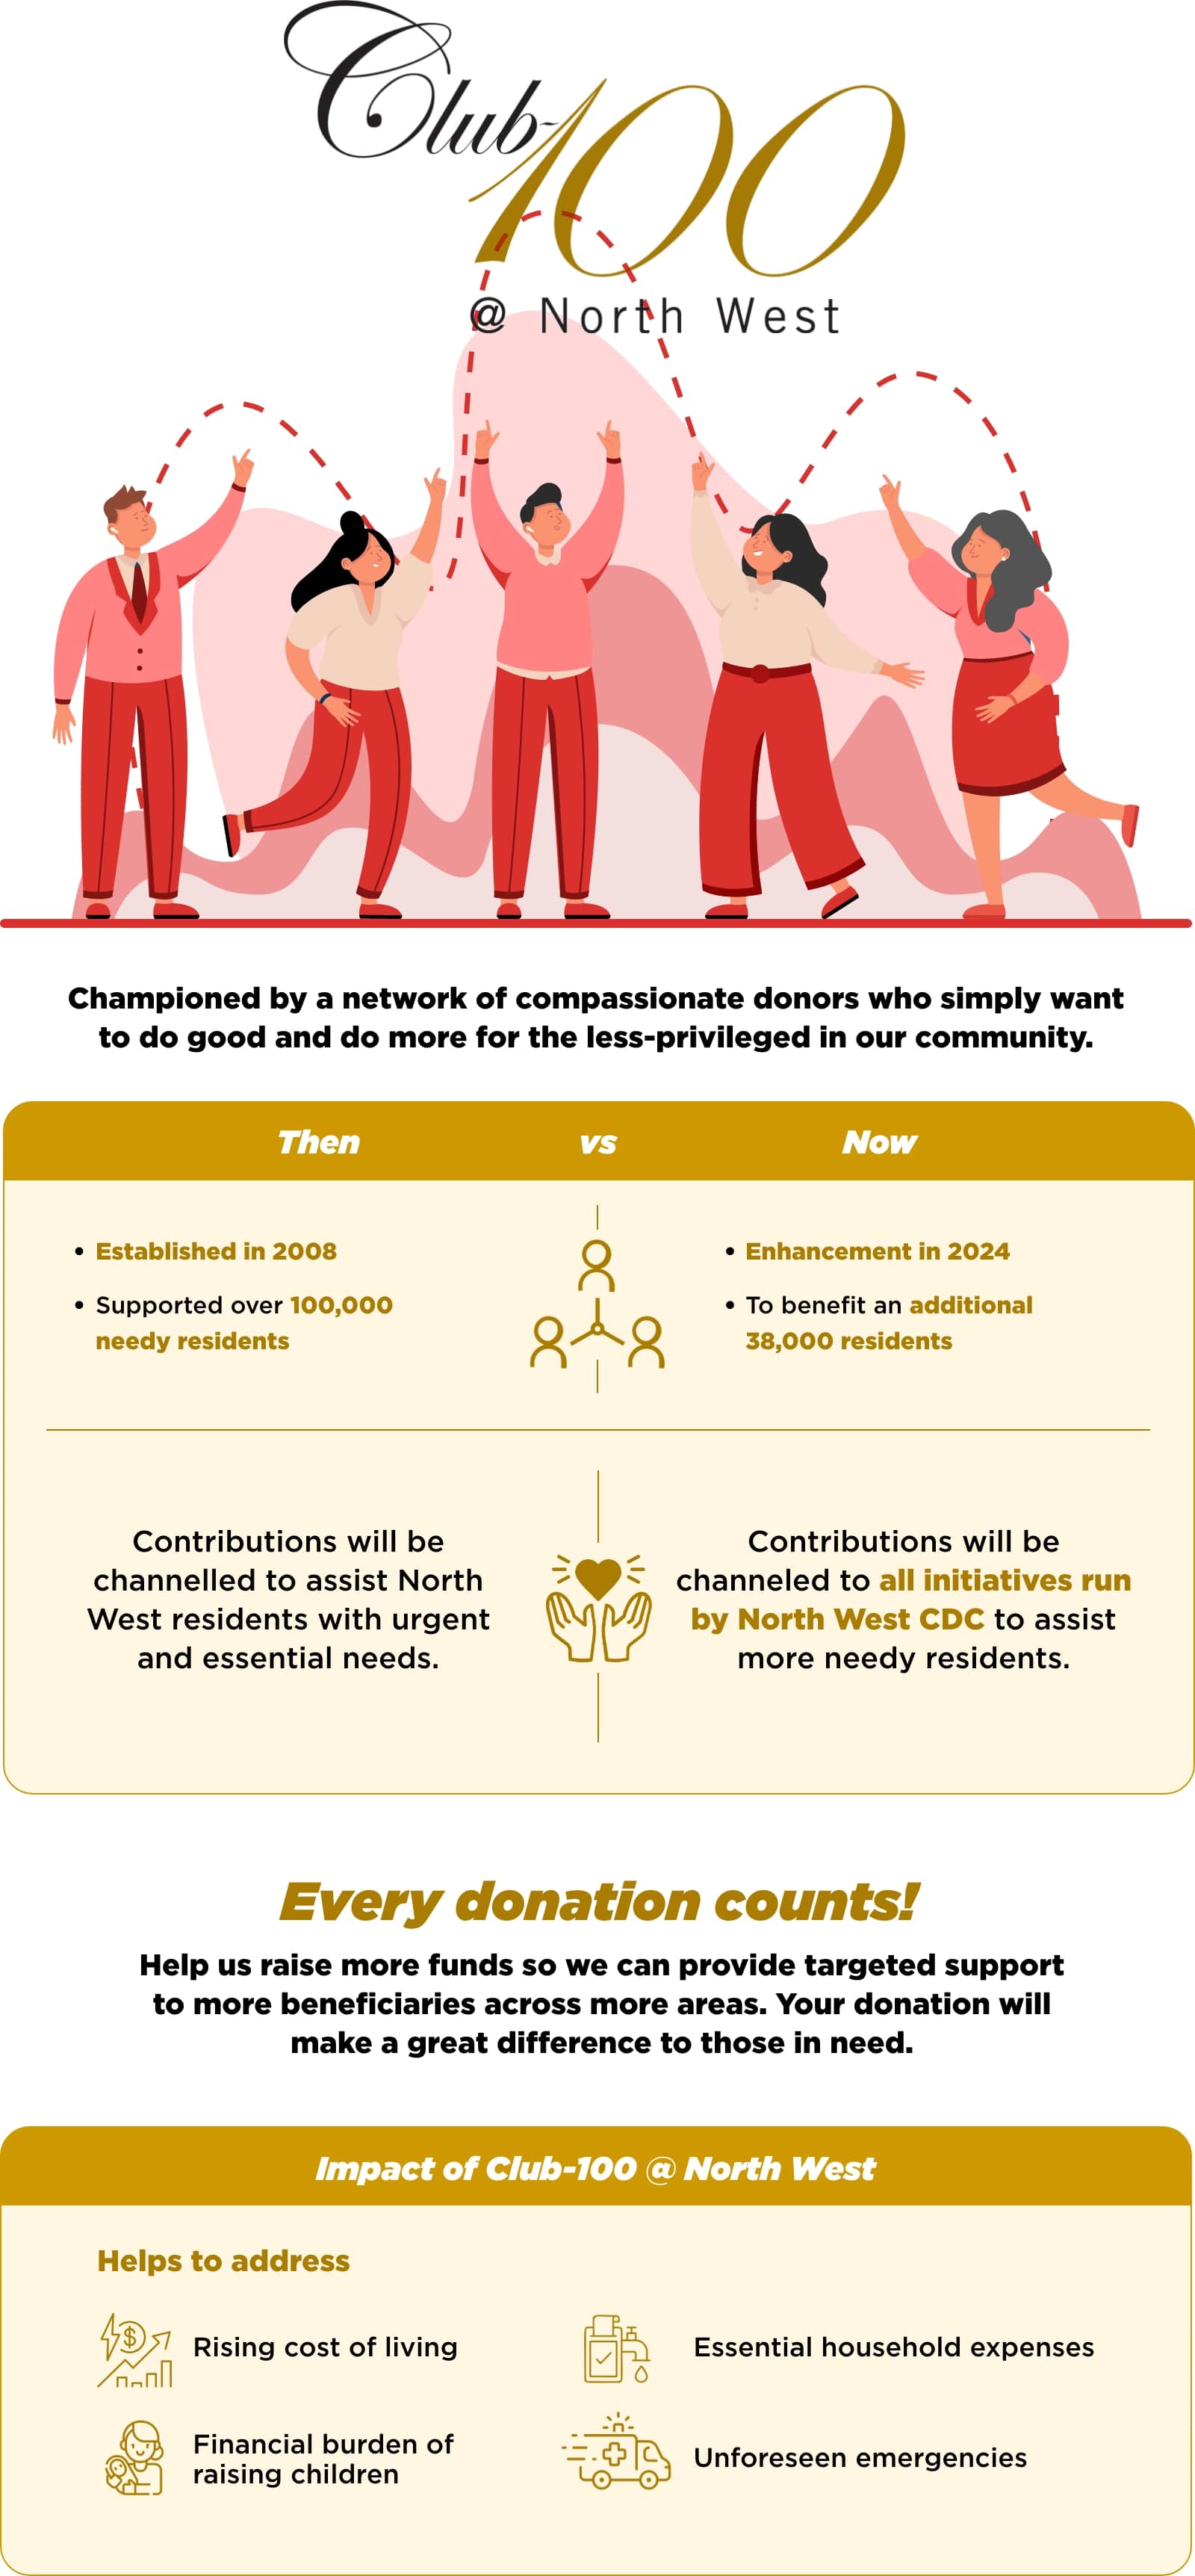 Club-100
@ North West
Championed by a network of compassionate donors who simply want
to do good and do more for the less-privileged in our community.
Then vs Now
• Established in 2008
• Supported over 100,000
needy residents
• Enhancement in 2024
• To benefit an additional
38,000 residents
Contributions will be
channelled to assist North
West residents with urgent
and essential needs.
Contributions will be
channeled to all initiatives run
by North West CDC to assist
more needy residents.
Every donation counts!
Help us raise more funds so we can provide targeted support
to more beneficiaries across more areas. Your donation will
make a great difference to those in need.
Impact of Club-100 @ North West
Helps to address
$
Rising cost of living
Essential household expenses
Financial burden of
raising children
Unforeseen emergencies